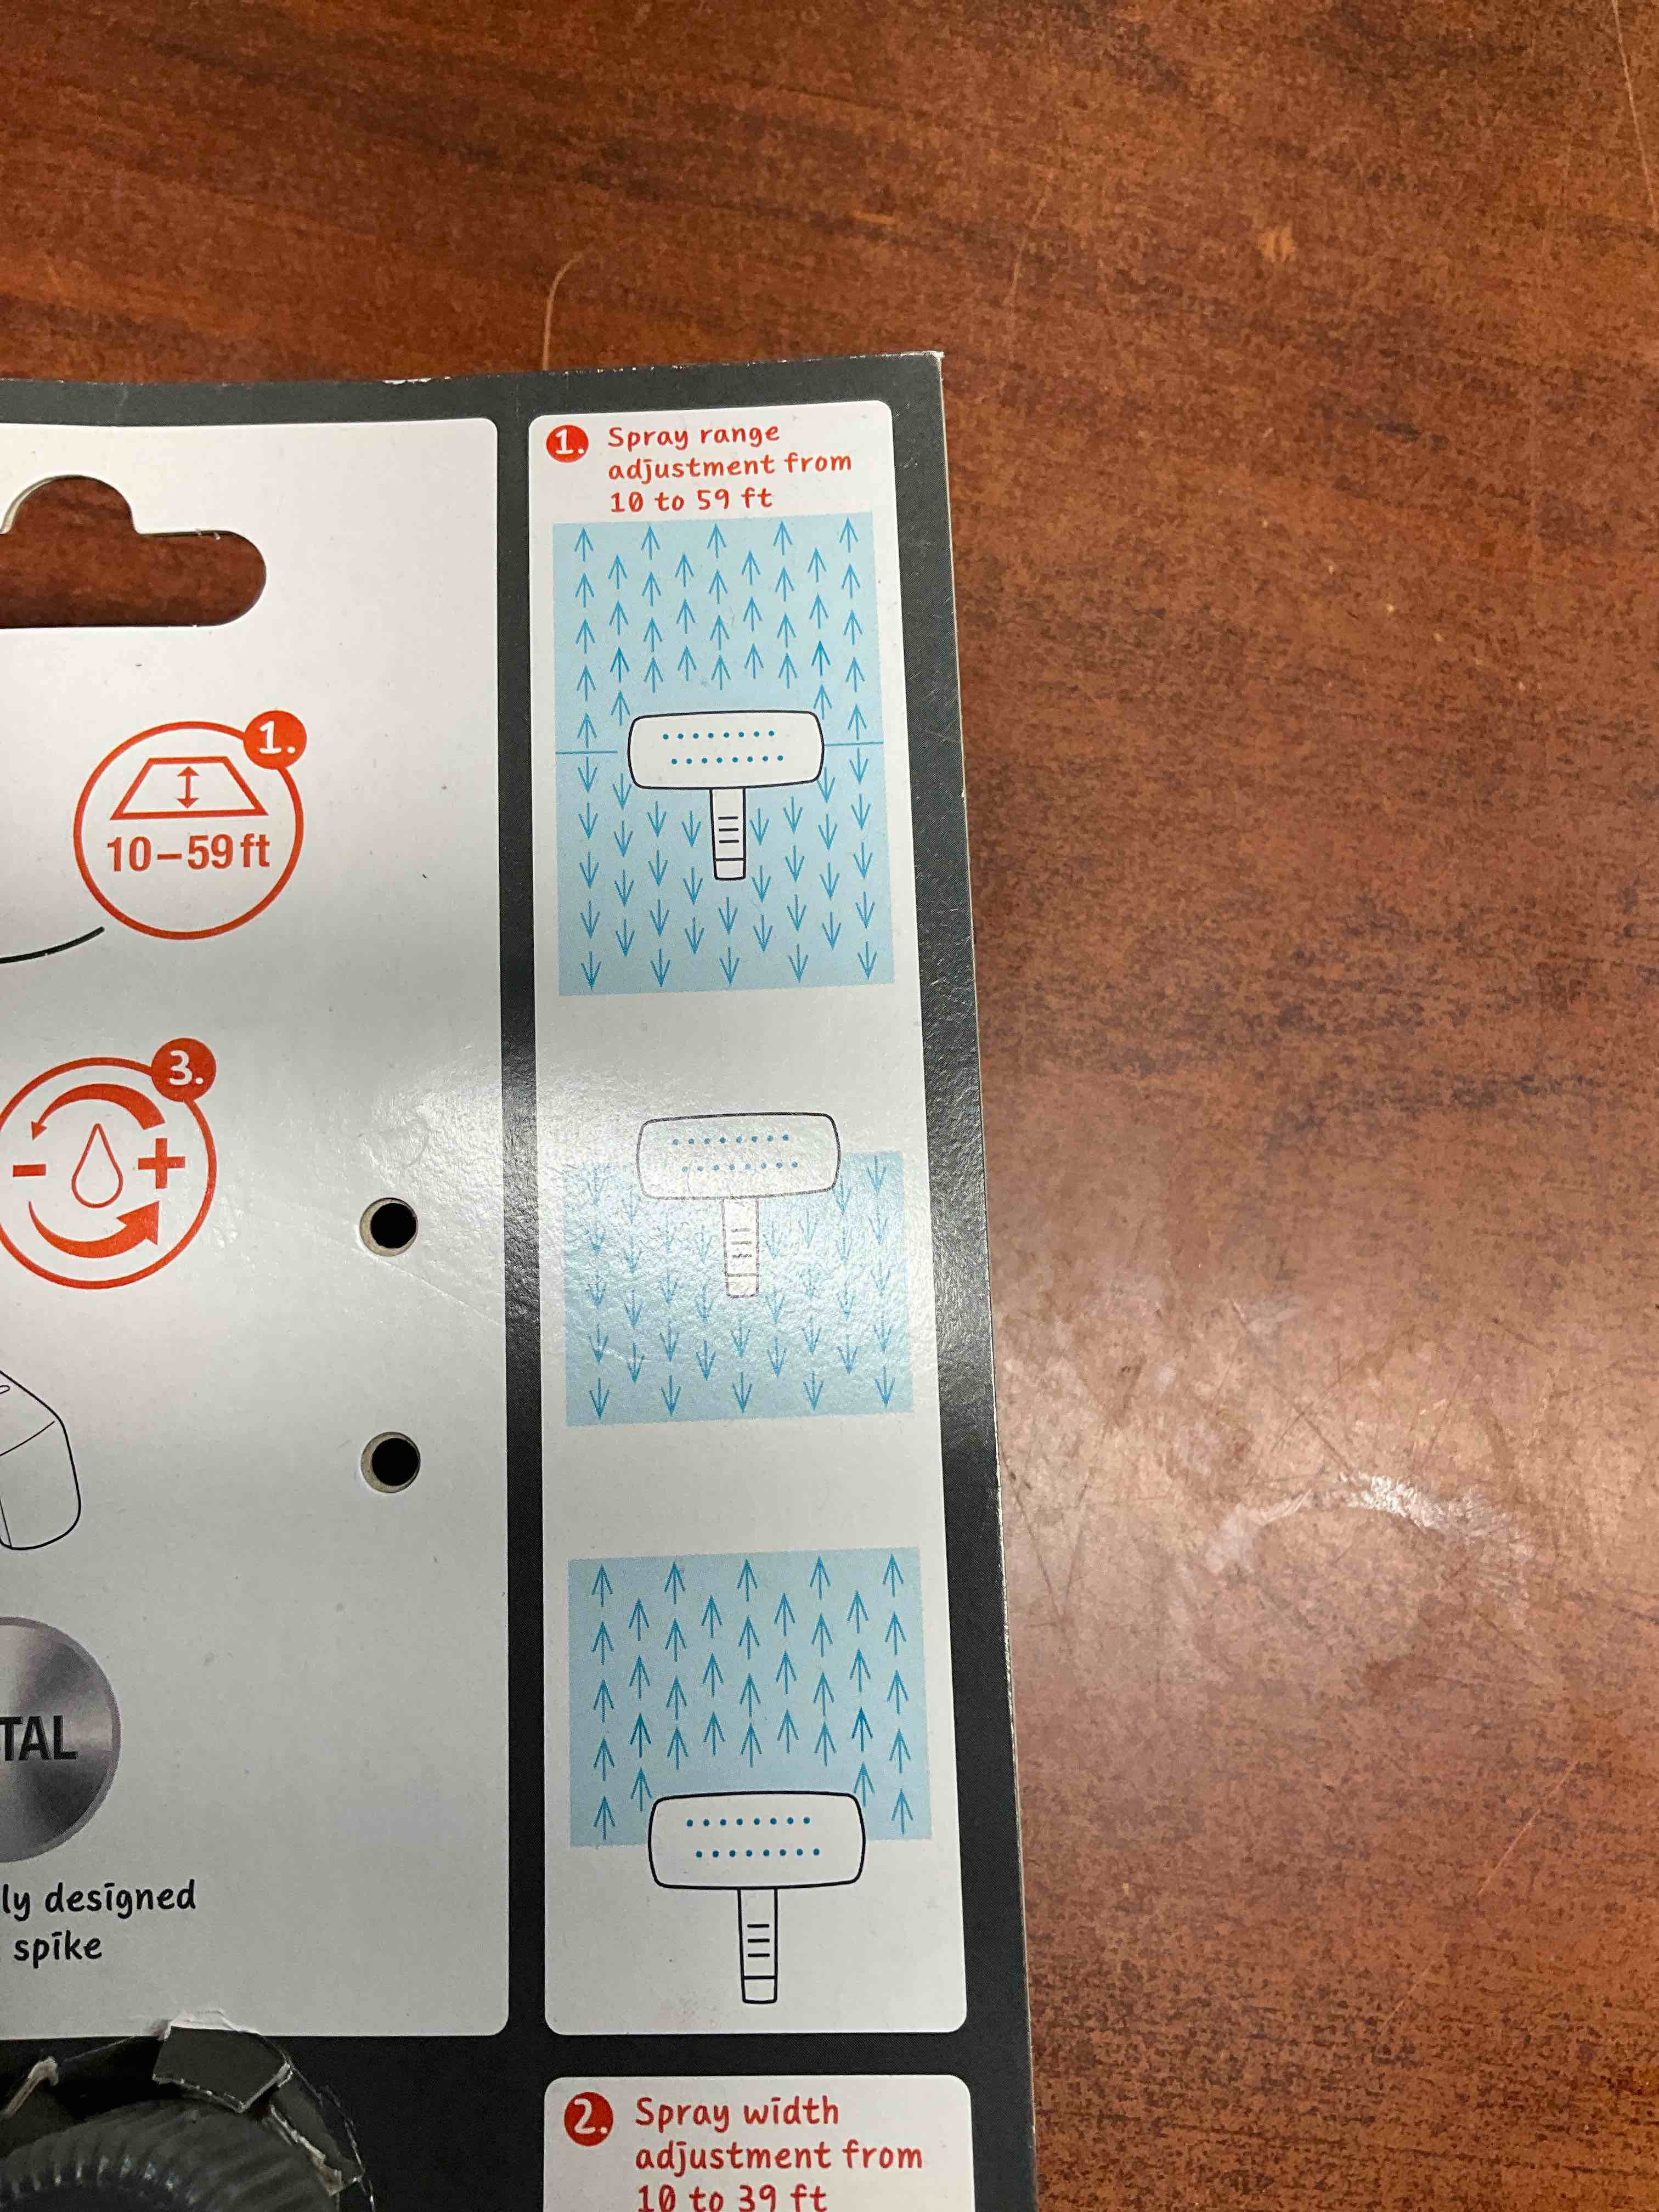 1. Spray range
adjustment from
10 to 59 ft
1.
10–59 ft
3.
- +
TAL
ly designed
spike
2. Spray width
adjustment from
10 to 39 ft